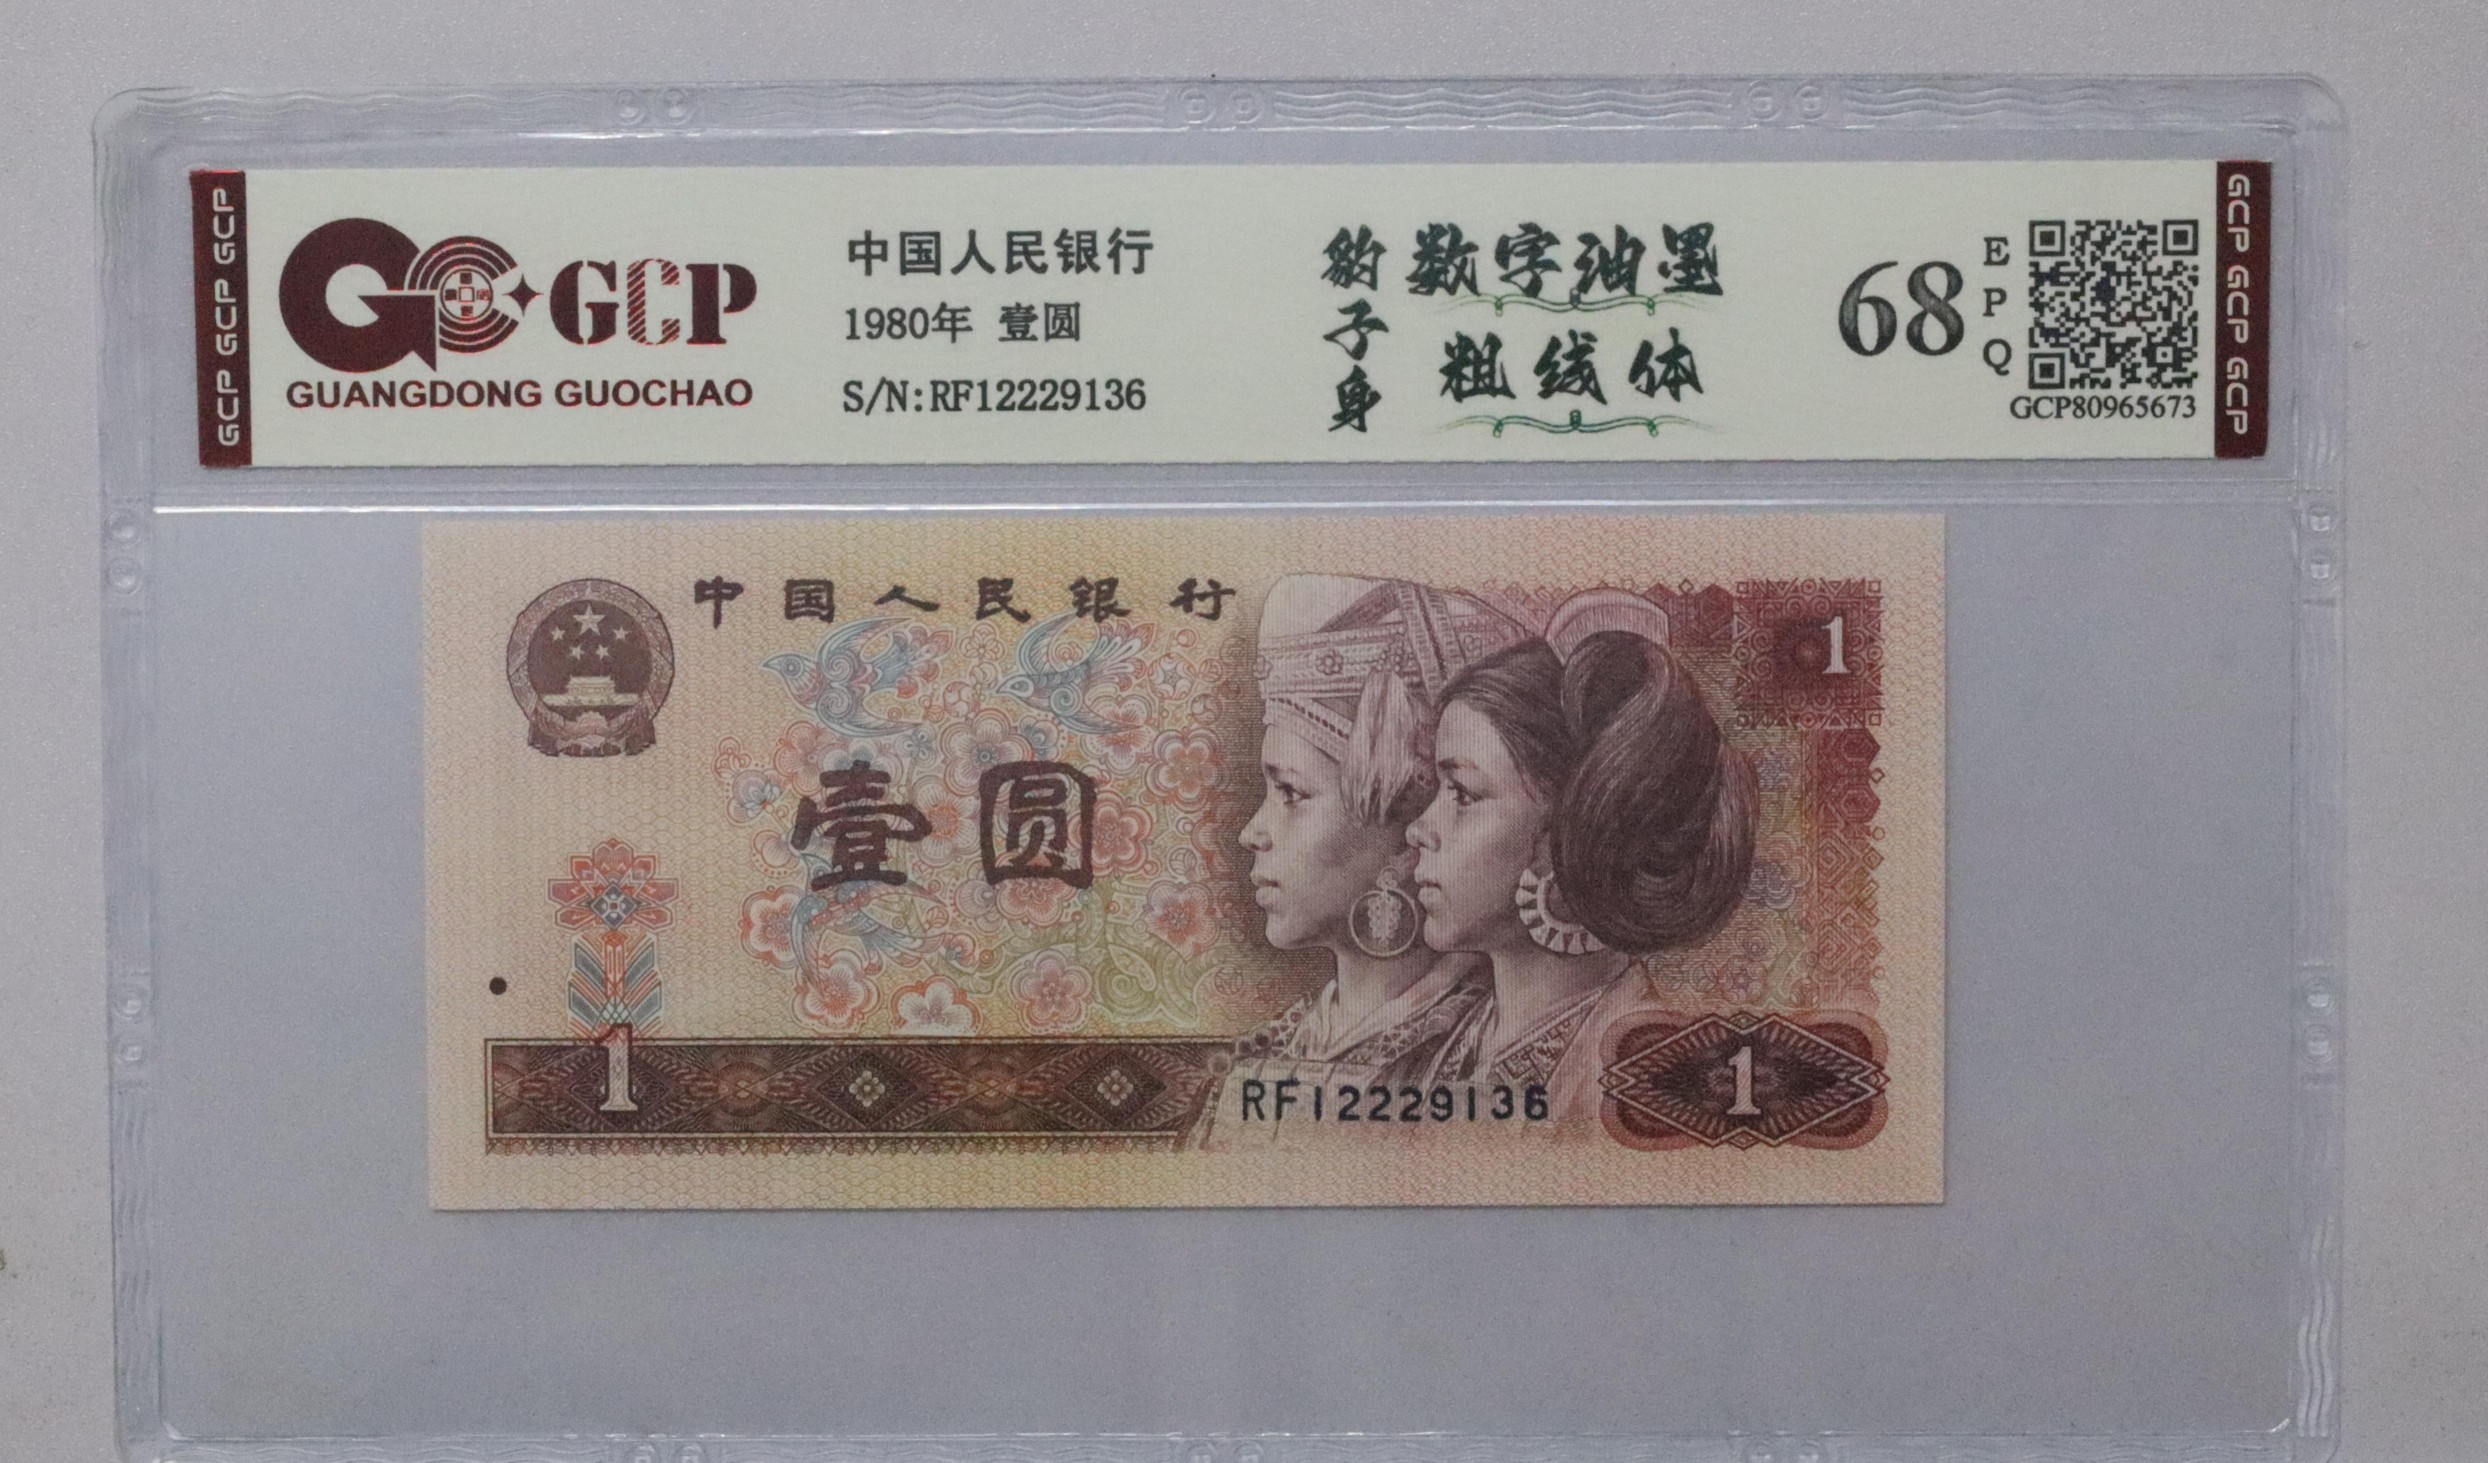 GCP GCP GCP
GCP
GUANGDONG GUOCHAO
中国人民银行
1980年 壹圆
S/N:RF12229136
豹子身
数字油墨
粗线体
68
EPQ
GCP80965673
GCP GCP GCP
中国人民银行
1
壹圆
1
RF12229136
1